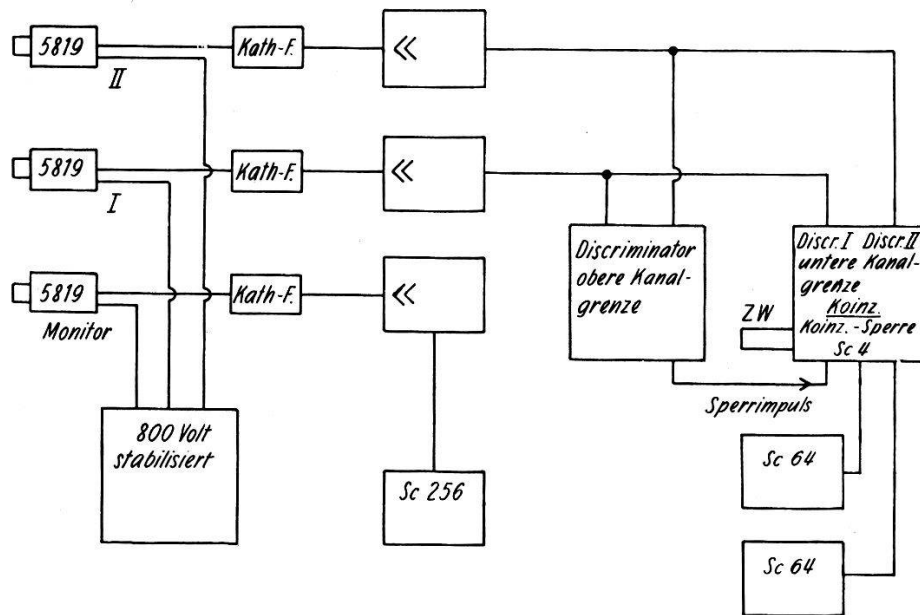 5819
II
Kath-F.
<<
5819
I
Kath-F.
<<
5819
Monitor
Kath-F.
<<
Discriminator
obere Kanal-
grenze
Discr. I Discr. II
untere Kanal-
grenze
Koinz.
Koinz.-Sperre
Sc 4
ZW
Sperrimpuls
800 Volt
stabilisiert
Sc 256
Sc 64
Sc 64